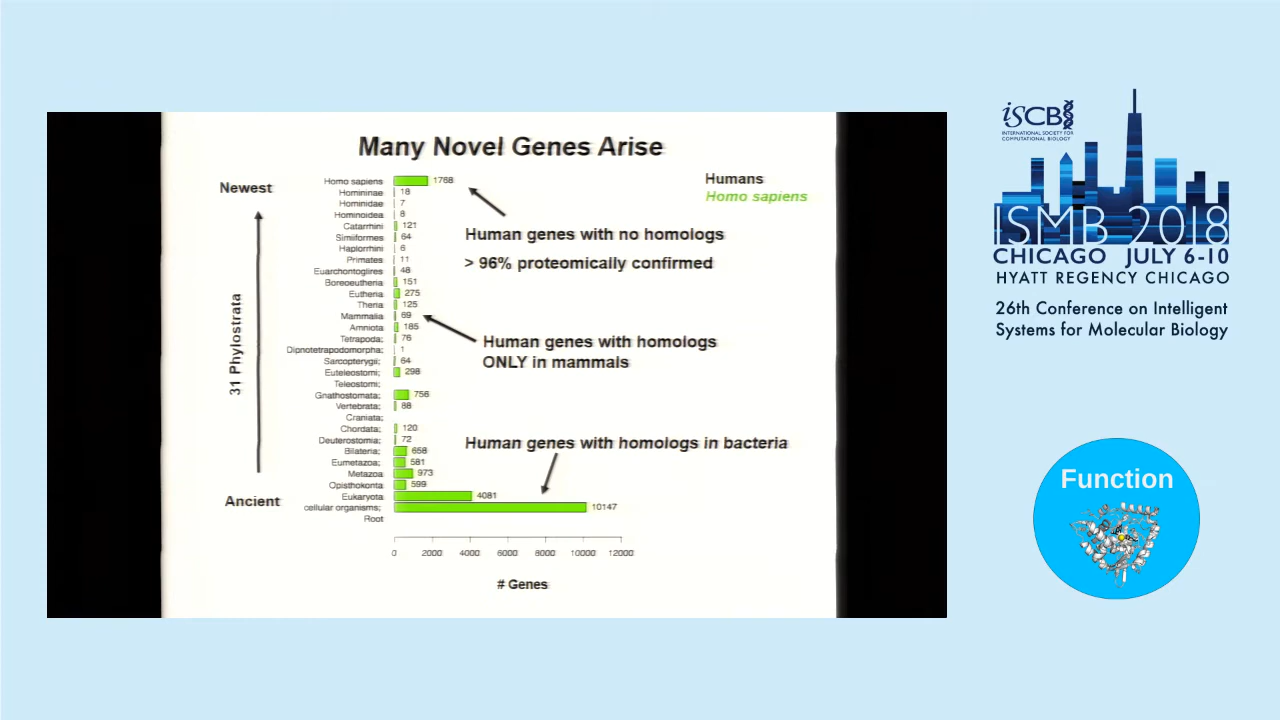 Many Novel Genes Arise
Newest
31 Phylostrata
Ancient
Humans
Homo sapiens
Homo sapiens 1768
Homininae 18
Hominidae 7
Hominoidea 8
Catarrhini 121
Simiiformes 64
Haplorrhini 6
Primates 11
Euarchontoglires 48
Boreoeutheria 151
Eutheria 275
Theria 125
Mammalia 69
Amniota 185
Tetrapoda; 76
Dipnotetrapodomorpha; 1
Sarcopterygii; 64
Euteleostomi; 298
Teleostomi;
Gnathostomata; 756
Vertebrata; 88
Craniata;
Chordata; 120
Deuterostomia; 72
Bilateria; 658
Eumetazoa; 581
Metazoa 973
Opisthokonta 599
Eukaryota 4081
cellular organisms; 10147
Root
Human genes with no homologs
> 96% proteomically confirmed
Human genes with homologs
ONLY in mammals
Human genes with homologs in bacteria
0 2000 4000 6000 8000 10000 12000
# Genes
iSCB
INTERNATIONAL SOCIETY FOR
COMPUTATIONAL BIOLOGY
ISMB 2018
CHICAGO JULY 6-10
HYATT REGENCY CHICAGO
26th Conference on Intelligent
Systems for Molecular Biology
Function